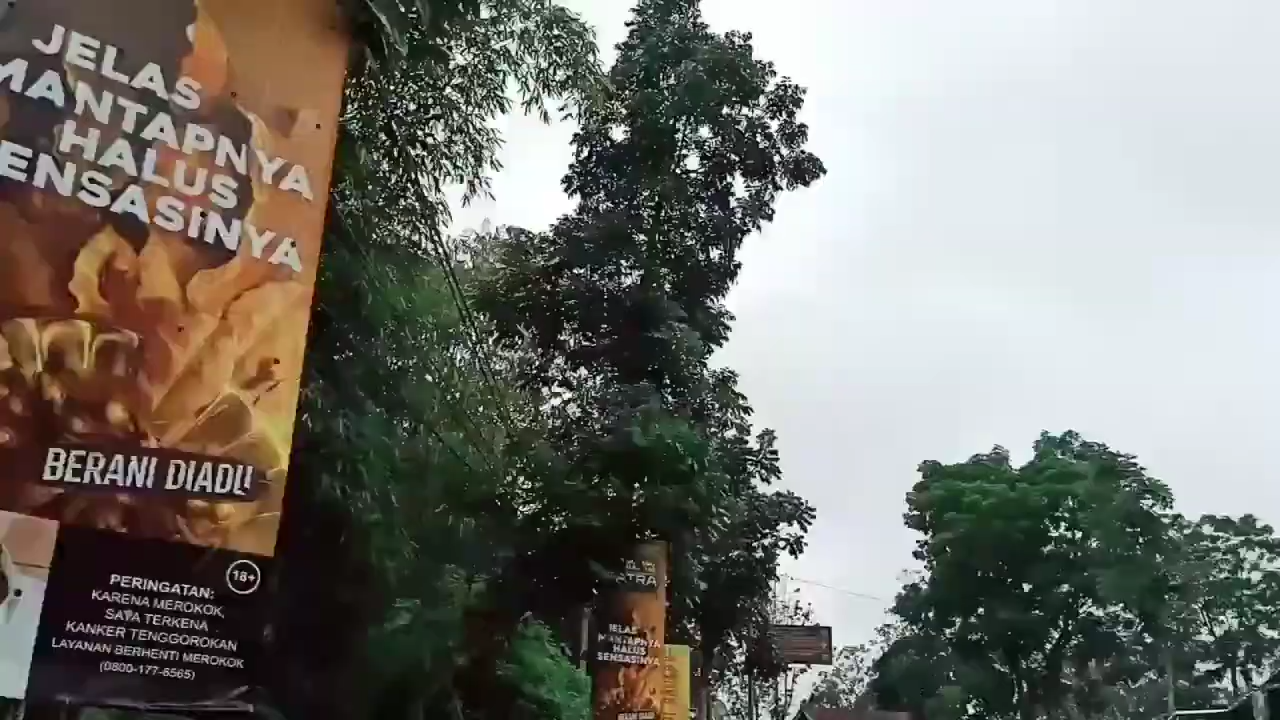 JELAS
MANTAPNYA
HALUS
SENSASINYA
BERANI DIADU!
18+
PERINGATAN:
KARENA MEROKOK,
SAYA TERKENA
KANKER TENGGOROKAN
LAYANAN BERHENTI MEROKOK
(0800-177-6565)
JELAS
MANTAPNYA
HALUS
SENSASINYA